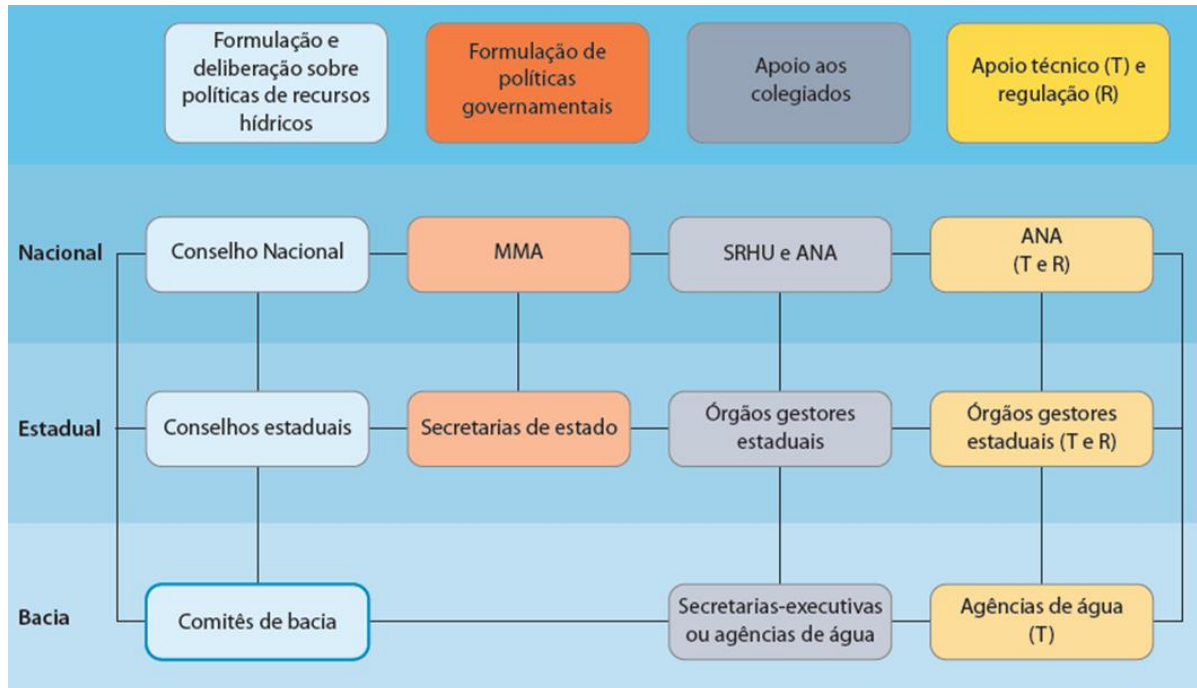 Formulação e
deliberação sobre
políticas de recursos
hídricos
Formulação de
políticas
governamentais
Apoio aos
colegiados
Apoio técnico (T) e
regulação (R)
Nacional
Conselho Nacional
MMA
SRHU e ANA
ANA
(T e R)
Estadual
Conselhos estaduais
Secretarias de estado
Órgãos gestores
estaduais
Órgãos gestores
estaduais (T e R)
Bacia
Comitês de bacia
Secretarias-executivas
ou agências de água
Agências de água
(T)